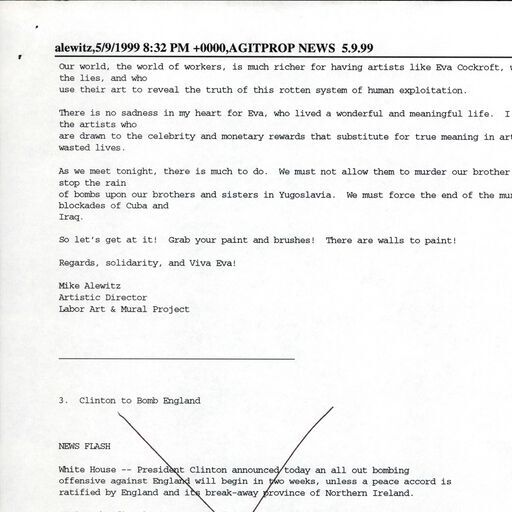 alewitz,5/9/1999 8:32 PM +0000,AGITPROP NEWS 5.9.99
Our world, the world of workers, is much richer for having artists like Eva Cockroft,
the lies, and who
use their art to reveal the truth of this rotten system of human exploitation.
There is no sadness in my heart for Eva, who lived a wonderful and meaningful life. I
the artists who
are drawn to the celebrity and monetary rewards that substitute for true meaning in
wasted lives.
As we meet tonight, there is much to do. We must not allow them to murder our brother
stop the rain
of bombs upon our brothers and sisters in Yugoslavia. We must force the end of the
blockades of Cuba and
Iraq.
So let's get at it! Grab your paint and brushes! There are walls to paint!
Regards, solidarity, and Viva Eva!
Mike Alewitz
Artistic Director
Labor Art & Mural Project
3. Clinton to Bomb England
NEWS FLASH
White House -- President Clinton announced today an all out bombing
offensive against England will begin in two weeks, unless a peace accord is
ratified by England and its break-away province of Northern Ireland.